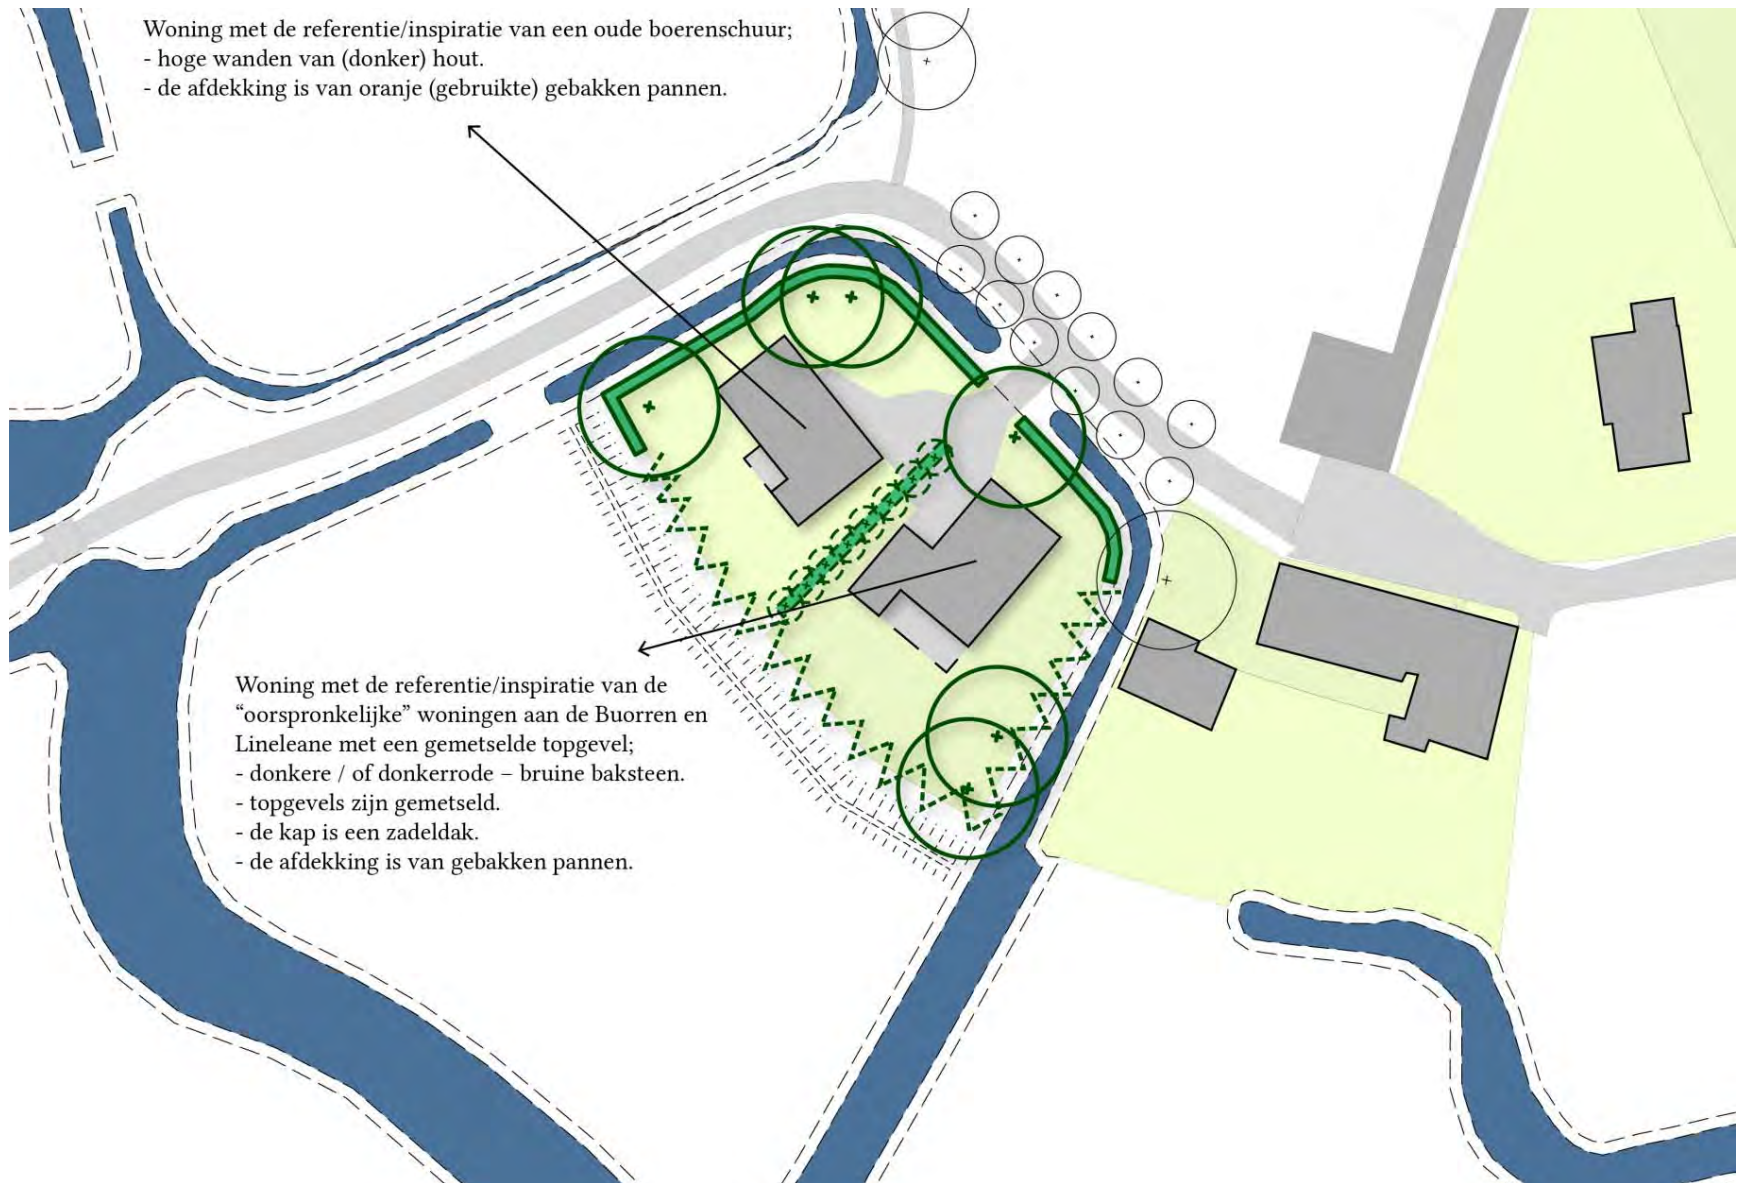 Woning met de referentie/inspiratie van een oude boerenschuur;
- hoge wanden van (donker) hout.
- de afdekking is van oranje (gebruikte) gebakken pannen.
Woning met de referentie/inspiratie van de
“oorspronkelijke” woningen aan de Buorren en
Lineleane met een gemetselde topgevel;
- donkere / of donkerrode – bruine baksteen.
- topgevels zijn gemetseld.
- de kap is een zadeldak.
- de afdekking is van gebakken pannen.